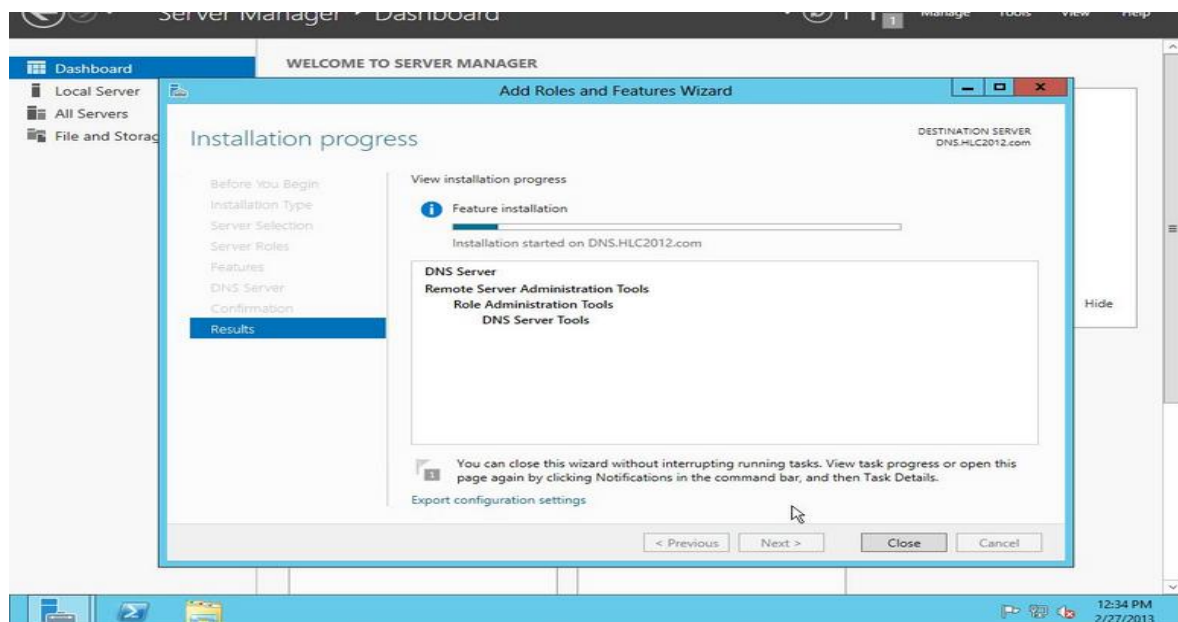 Server Manager ▸ Dashboard
1
Manage Tools View Help
Dashboard
Local Server
All Servers
File and Storag
WELCOME TO SERVER MANAGER
Add Roles and Features Wizard
Installation progress
DESTINATION SERVER
DNS.HLC2012.com
Before You Begin
Installation Type
Server Selection
Server Roles
Features
DNS Server
Confirmation
Results
View installation progress
Feature installation
Installation started on DNS.HLC2012.com
DNS Server
Remote Server Administration Tools
Role Administration Tools
DNS Server Tools
1
You can close this wizard without interrupting running tasks. View task progress or open this
page again by clicking Notifications in the command bar, and then Task Details.
Export configuration settings
< Previous Next > Close Cancel
Hide
12:34 PM
2/27/2013